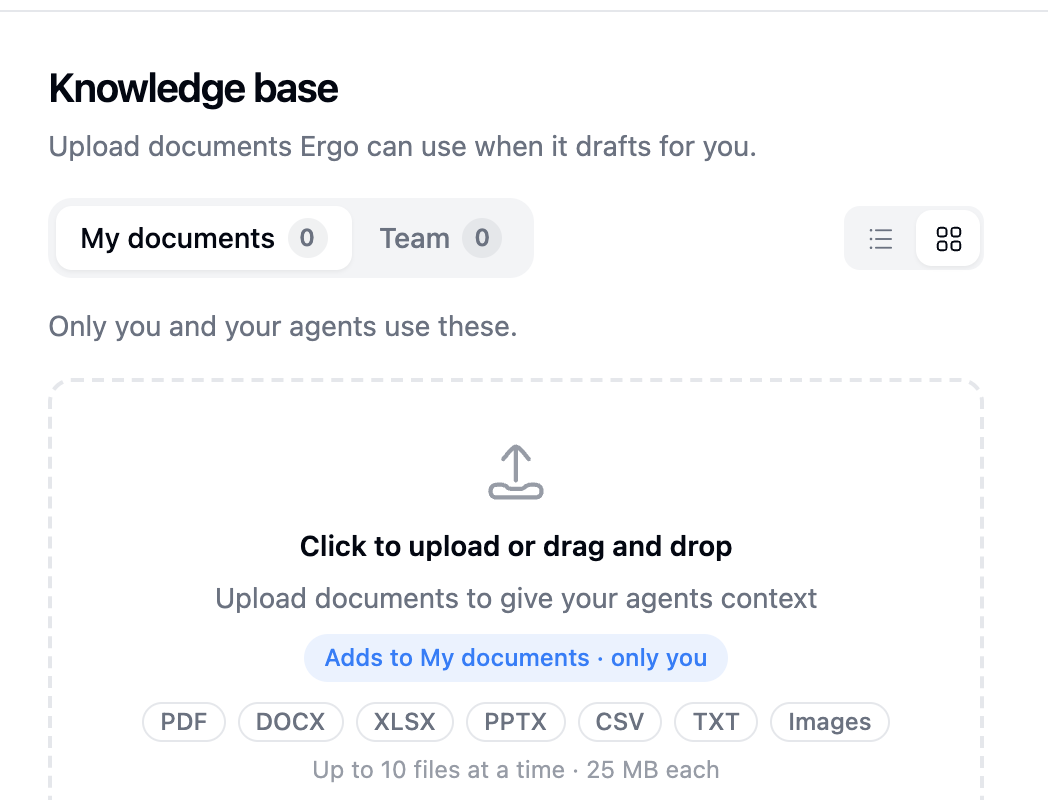 Knowledge base
Upload documents Ergo can use when it drafts for you.
My documents 0 Team 0
Only you and your agents use these.
Click to upload or drag and drop
Upload documents to give your agents context
Adds to My documents · only you
PDF DOCX XLSX PPTX CSV TXT Images
Up to 10 files at a time · 25 MB each